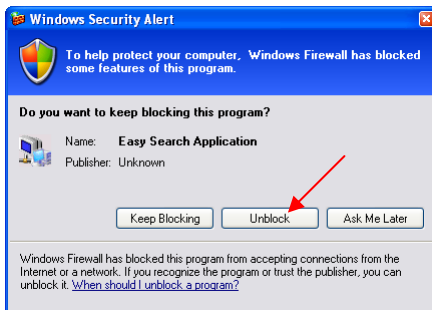 Windows Security Alert
To help protect your computer, Windows Firewall has blocked
some features of this program.
Do you want to keep blocking this program?
Name: Easy Search Application
Publisher: Unknown
Keep Blocking Unblock Ask Me Later
Windows Firewall has blocked this program from accepting connections from the
Internet or a network. If you recognize the program or trust the publisher, you can
unblock it. When should I unblock a program?